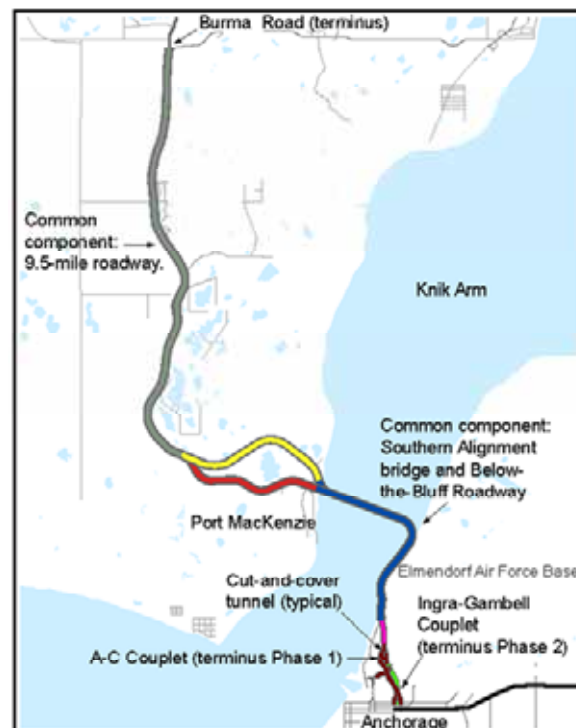 Burma Road (terminus)
Common
component:
9.5-mile roadway.
Knik Arm
Common component:
Southern Alignment
bridge and Below-
the-Bluff Roadway
Port MacKenzie
Elmendorf Air Force Base
Cut-and-cover
tunnel (typical)
Ingra-Gambell
Couplet
(terminus Phase 2)
A-C Couplet (terminus Phase 1)
Anchorage